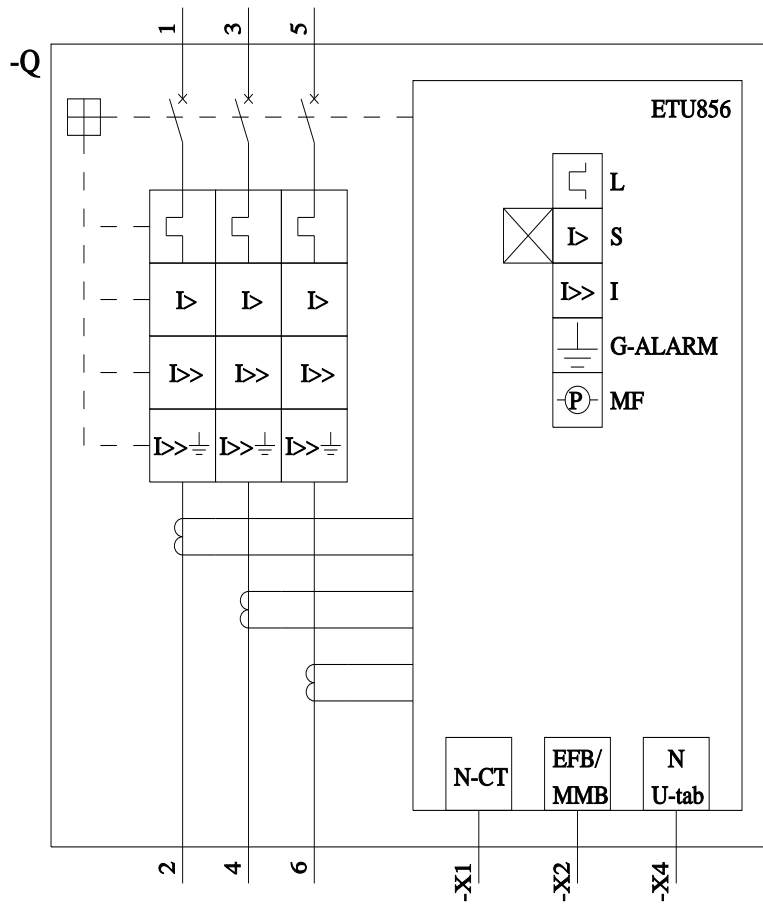 1 3 5
-Q
ETU856
L
I> S
I> I> I>
I>> I
I>> I>> I>>
G-ALARM
P MF
I>> I>> I>>
N-CT
EFB/
MMB
N
U-tab
2 4 6
-X1 -X2 -X4